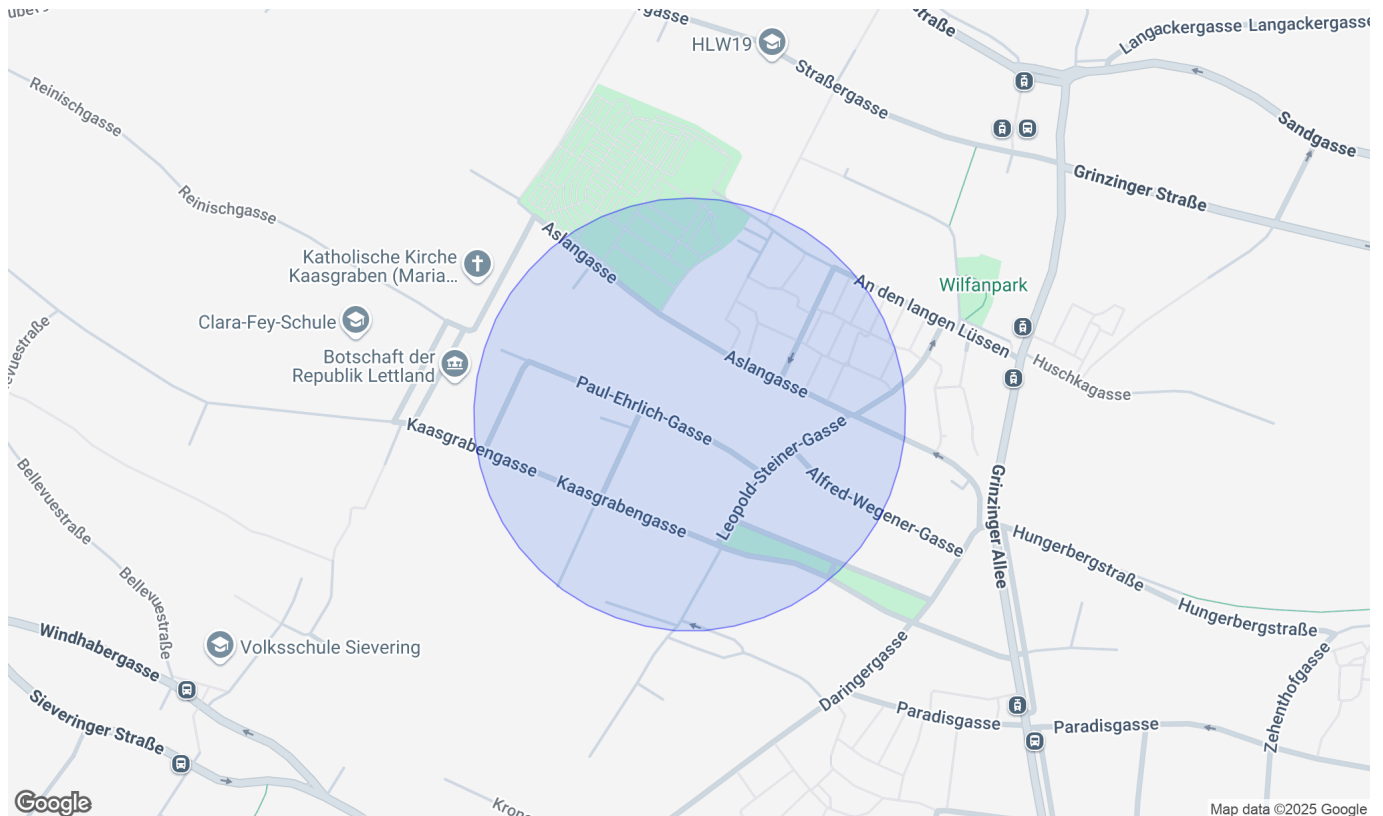 gasse
HLW19
Straßergasse
straße
Langackergasse
Langackergasse
Sandgasse
Reinischgasse
Reinischgasse
Grinzinger Straße
Aslangasse
Katholische Kirche
Kaasgraben (Maria...
Clara-Fey-Schule
Botschaft der
Republik Lettland
Wilfanpark
An den langen Lüssen
Huschkagasse
Aslangasse
Paul-Ehrlich-Gasse
Kaasgrabengasse
Kaasgrabengasse
Leopold-Steiner-Gasse
Alfred-Wegener-Gasse
Grinzinger Allee
Hungerbergstraße
Hungerbergstraße
evuestraße
Bellevuestraße
Bellevuestraße
Windhabergasse
Volksschule Sievering
Sieveringer Straße
Daringergasse
Paradisgasse
Paradisgasse
Zehenthofgasse
Google
Map data ©2025 Google